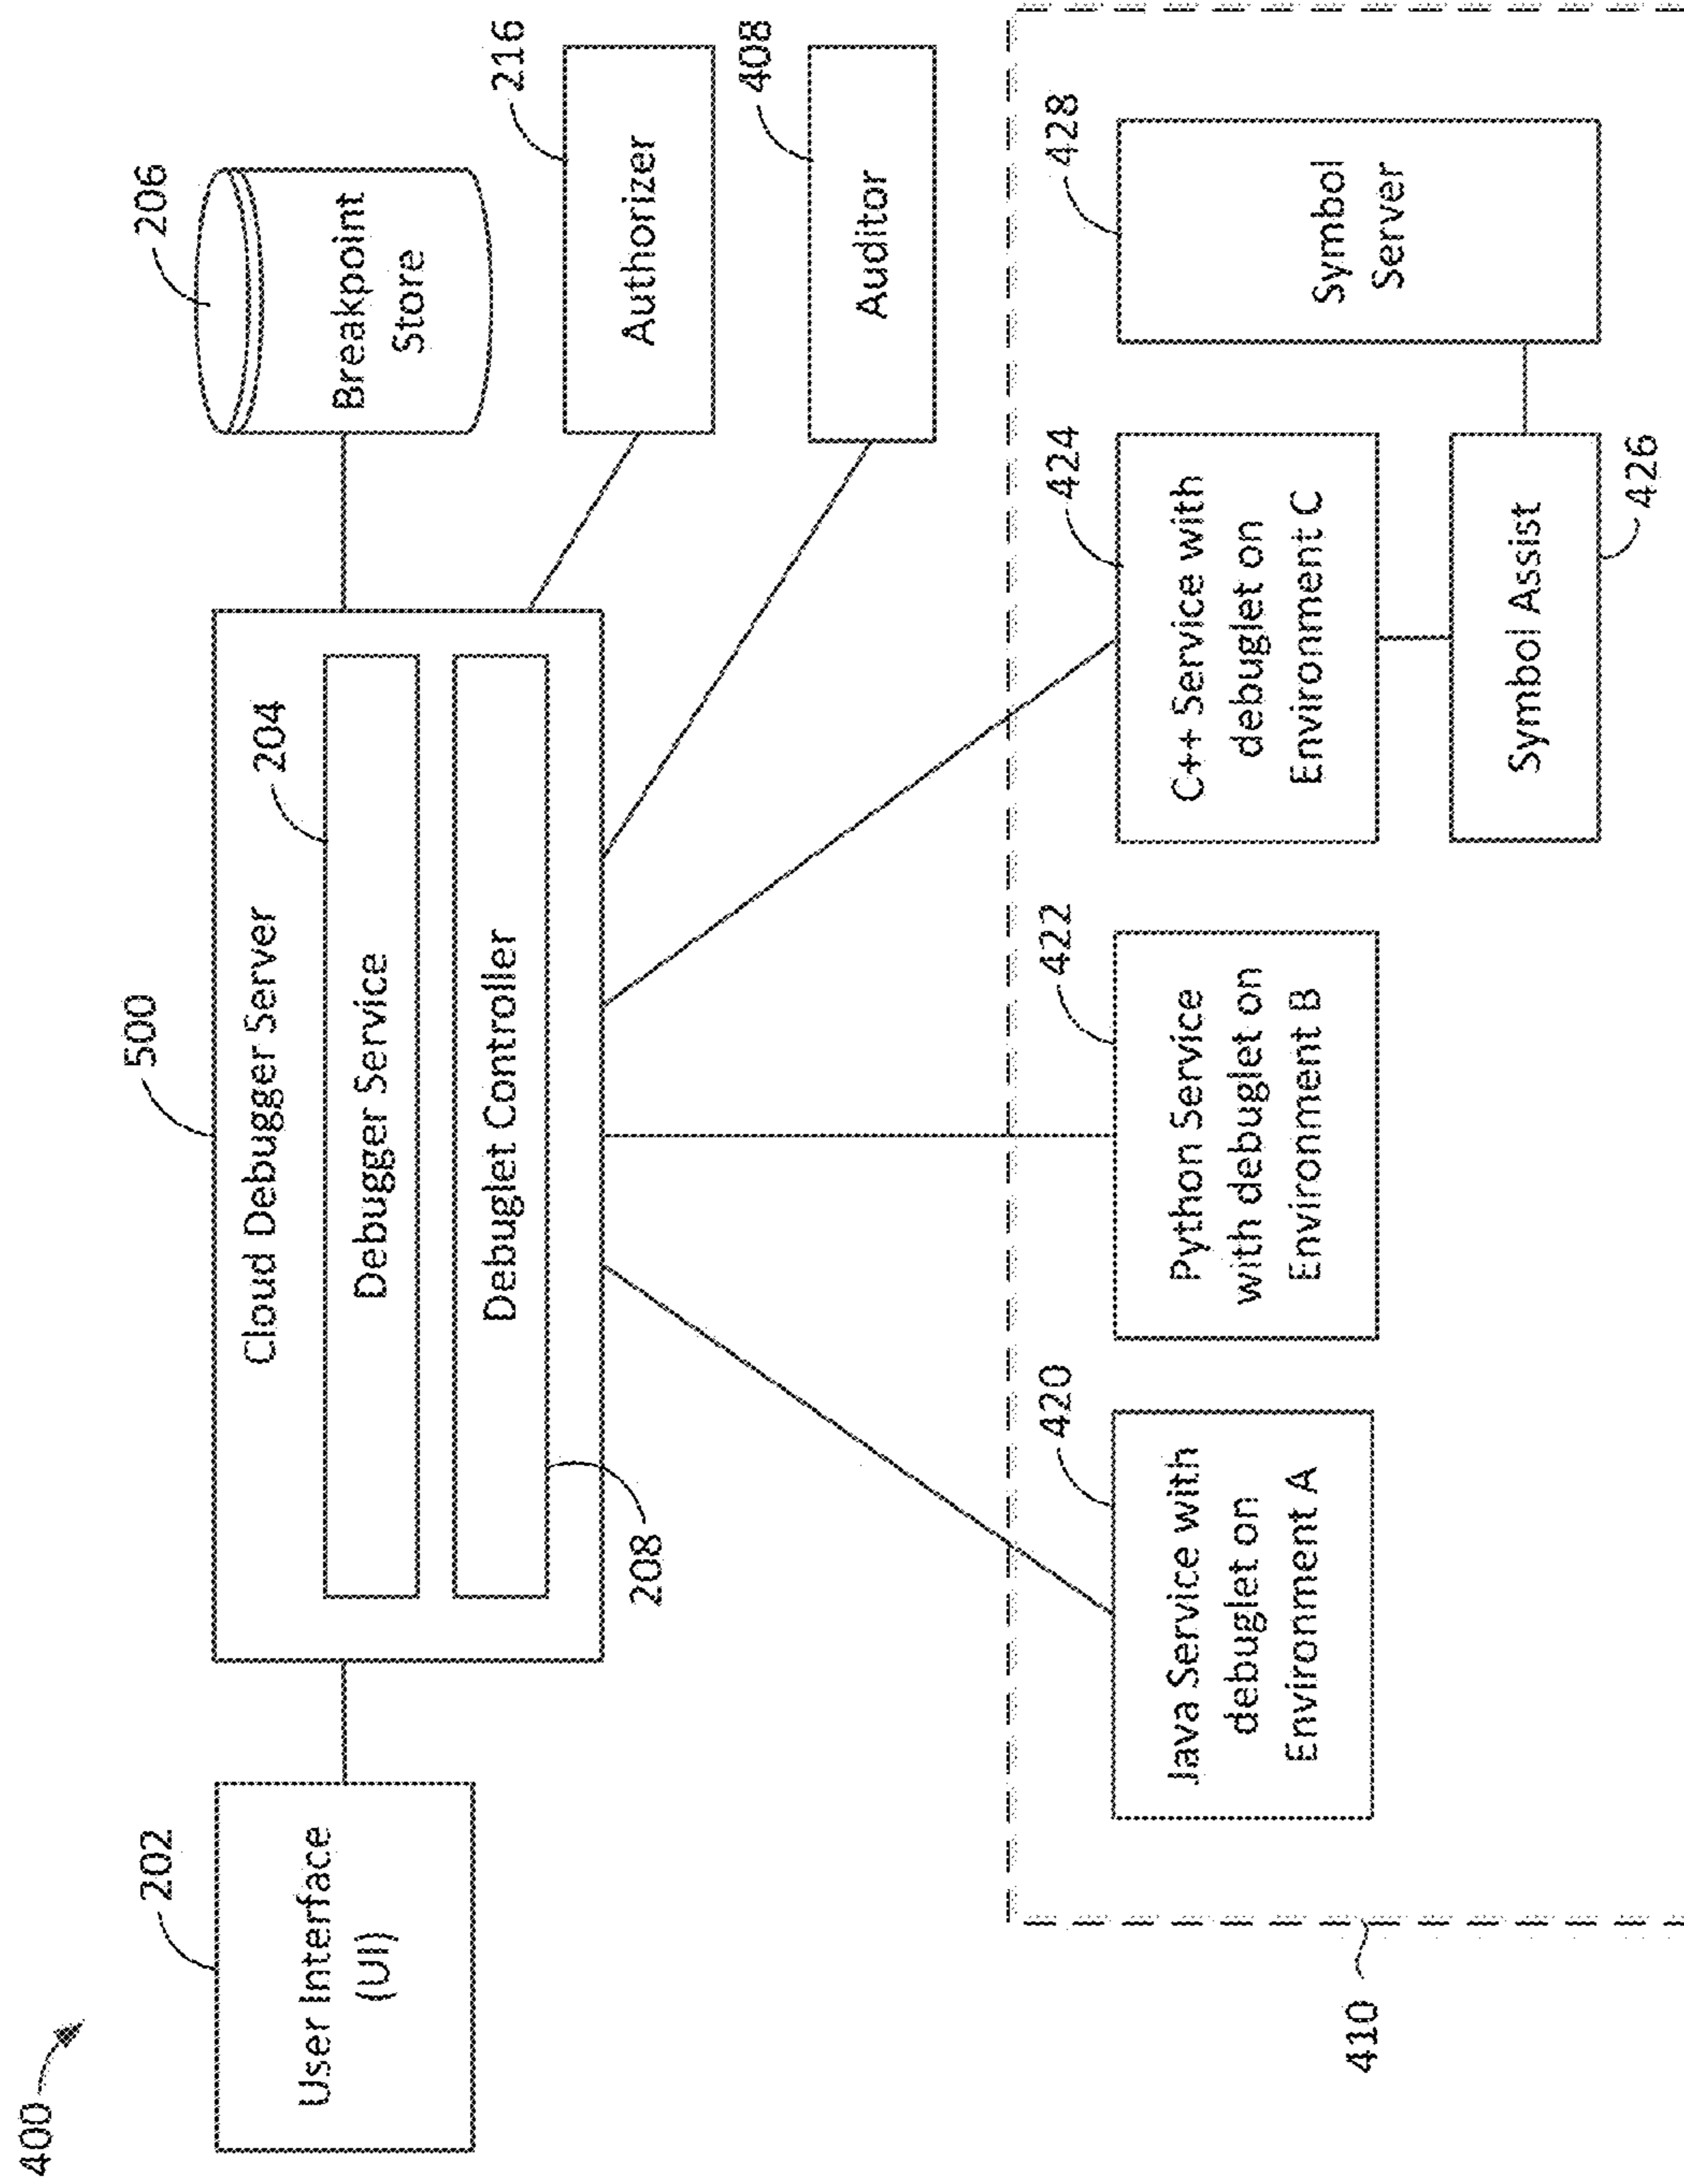 400
202
User Interface
(UI)
500
Cloud Debugger Server
204
Debugger Service
Debuglet Controller
208
206
Breakpoint
Store
216
Authorizer
408
Auditor
410
420
Java Service with
debuglet on
Environment A
422
Python Service
with debuglet on
Environment B
424
C++ Service with
debuglet on
Environment C
Symbol Assist
426
428
Symbol
Server